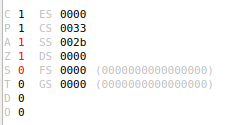 C 1 ES 0000
P 1 CS 0033
A 1 SS 002b
Z 1 DS 0000
S 0 FS 0000 (0000000000000000)
T 0 GS 0000 (0000000000000000)
D 0
O 0